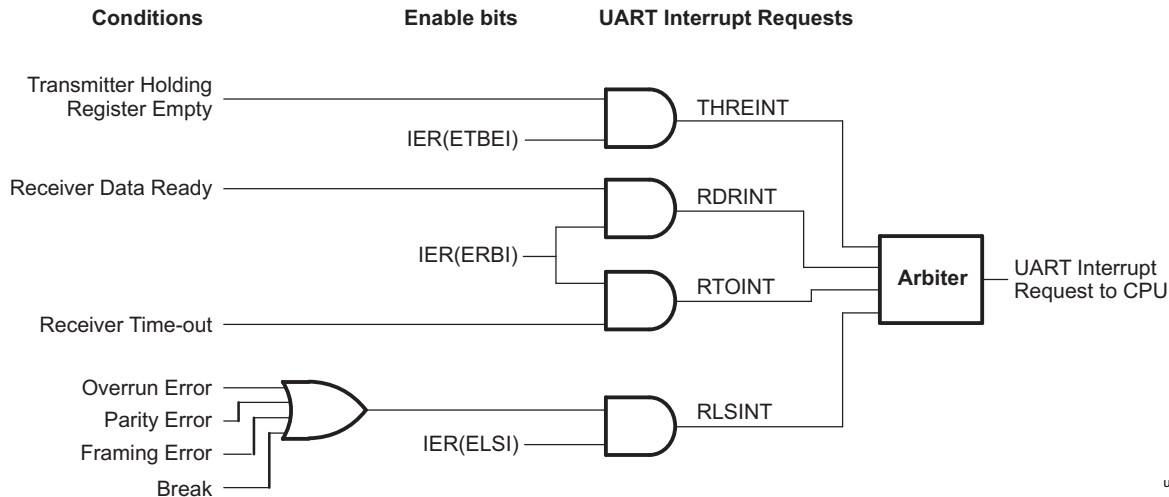 Conditions
Enable bits
UART Interrupt Requests
Transmitter Holding
Register Empty
THREINT
IER(ETBEI)
Receiver Data Ready
RDRINT
IER(ERBI)
RTOINT
Receiver Time-out
Arbiter
UART Interrupt
Request to CPU
Overrun Error
Parity Error
Framing Error
Break
RLSINT
IER(ELSI)
u